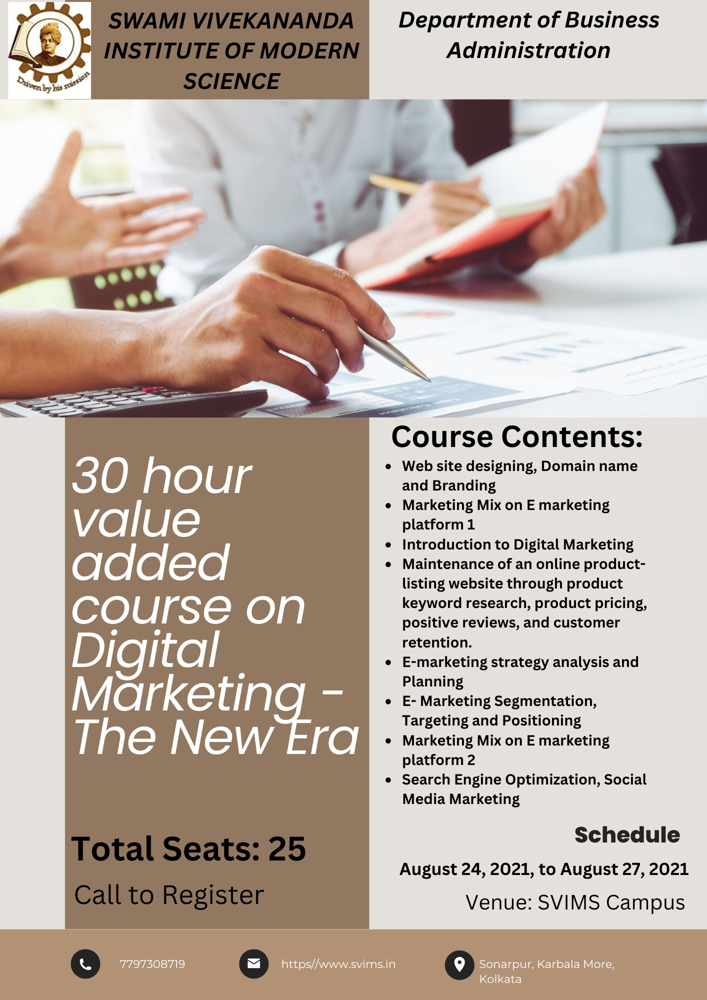 SWAMI VIVEKANANDA
INSTITUTE OF MODERN
SCIENCE
Driven by his mission
Department of Business
Administration
Loan Calculator
30 hour
value
added
course on
Digital
Marketing -
The New Era
Total Seats: 25
Call to Register
Course Contents:
• Web site designing, Domain name
and Branding
• Marketing Mix on E marketing
platform 1
• Introduction to Digital Marketing
• Maintenance of an online product-
listing website through product
keyword research, product pricing,
positive reviews, and customer
retention.
• E-marketing strategy analysis and
Planning
• E- Marketing Segmentation,
Targeting and Positioning
• Marketing Mix on E marketing
platform 2
• Search Engine Optimization, Social
Media Marketing
Schedule
August 24, 2021, to August 27, 2021
Venue: SVIMS Campus
7797308719
https//www.svims.in
Sonarpur, Karbala More,
Kolkata